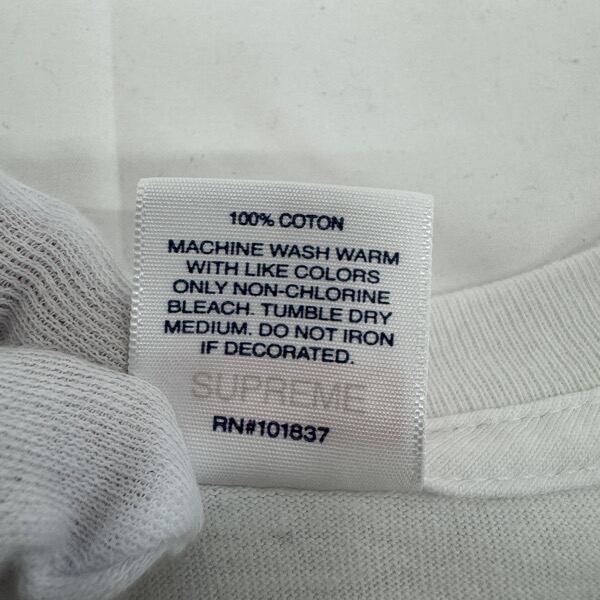 100% COTON
MACHINE WASH WARM
WITH LIKE COLORS
ONLY NON-CHLORINE
BLEACH. TUMBLE DRY
MEDIUM. DO NOT IRON
IF DECORATED.
SUPREME
RN#101837